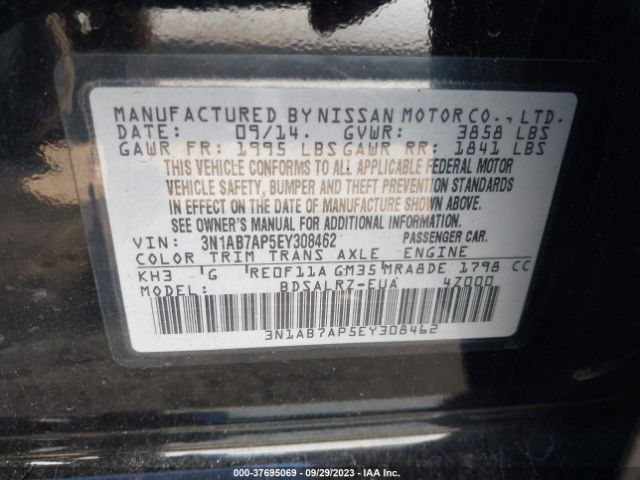 MANUFACTURED BY NISSAN MOTOR CO., LTD.
DATE: 09/14. GVWR: 3858 LBS
GAWR FR: 1995 LBS GAWR RR: 1841 LBS
THIS VEHICLE CONFORMS TO ALL APPLICABLE FEDERAL MOTOR
VEHICLE SAFETY, BUMPER AND THEFT PREVENTION STANDARDS
IN EFFECT ON THE DATE OF MANUFACTURE SHOWN ABOVE.
SEE OWNER'S MANUAL FOR ADDITIONAL INFORMATION.
VIN: 3N1AB7AP5EY308462 PASSENGER CAR.
COLOR TRIM TRANS AXLE ENGINE
KH3 G RE0F11A GM35 MRA8DE 1798 CC
MODEL: BDSALRZ-EUA 4Z000
3N1AB7AP5EY308462
000-37695069 | 09/29/2023 | IAA Inc.